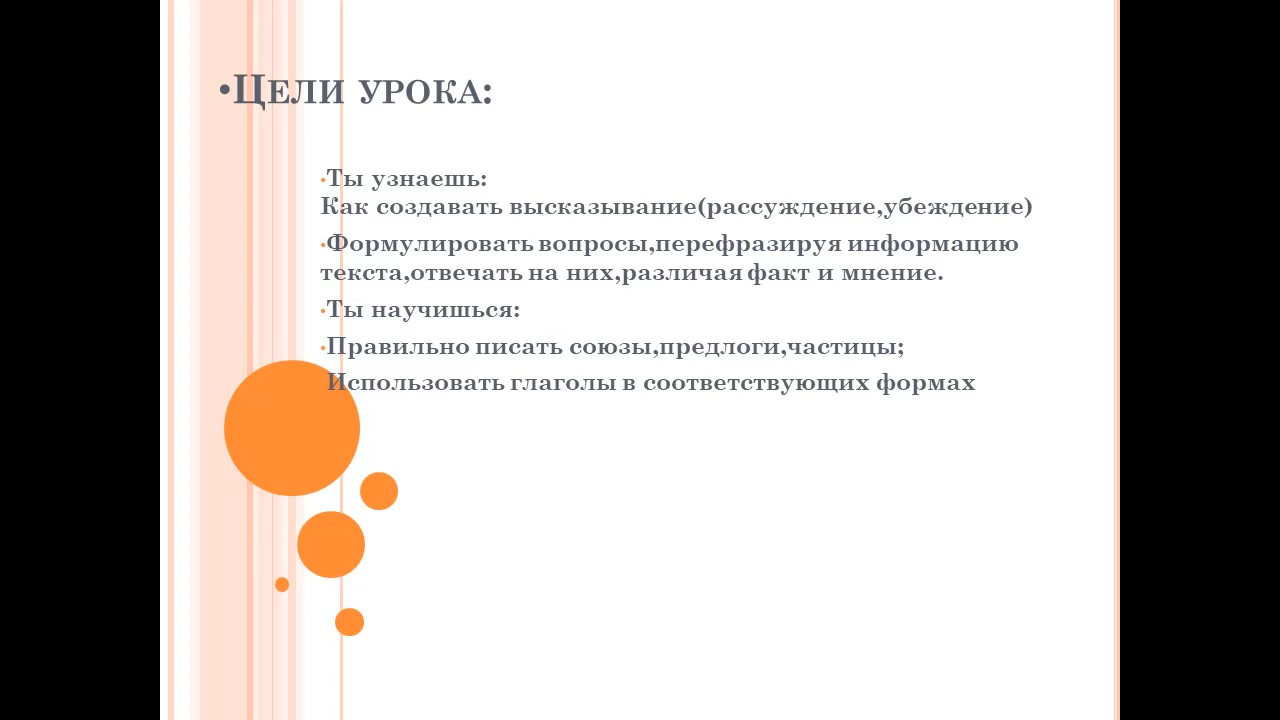 •Цели урока:
•Ты узнаешь:
Как создавать высказывание(рассуждение,убеждение)
•Формулировать вопросы,перефразируя информацию
текста,отвечать на них,различая факт и мнение.
•Ты научишься:
•Правильно писать союзы,предлоги,частицы;
Использовать глаголы в соответствующих формах